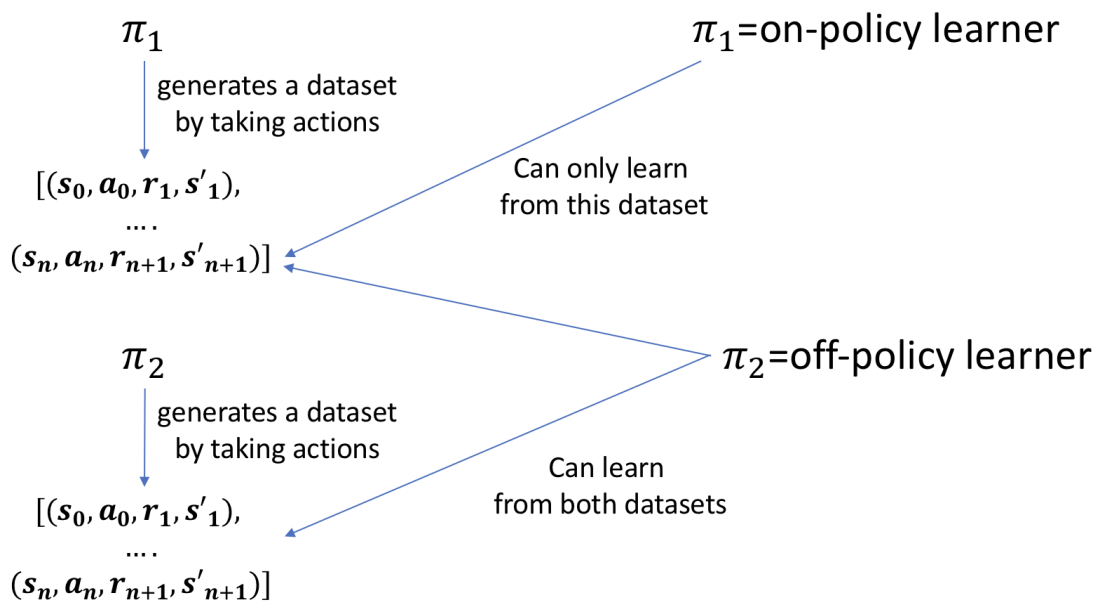 π₁
generates a dataset
by taking actions
[(s₀, a₀, r₁, s′₁),
....
(sₙ, aₙ, rₙ₊₁, s′ₙ₊₁)]
π₁=on-policy learner
Can only learn
from this dataset
π₂
generates a dataset
by taking actions
[(s₀, a₀, r₁, s′₁),
....
(sₙ, aₙ, rₙ₊₁, s′ₙ₊₁)]
π₂=off-policy learner
Can learn
from both datasets